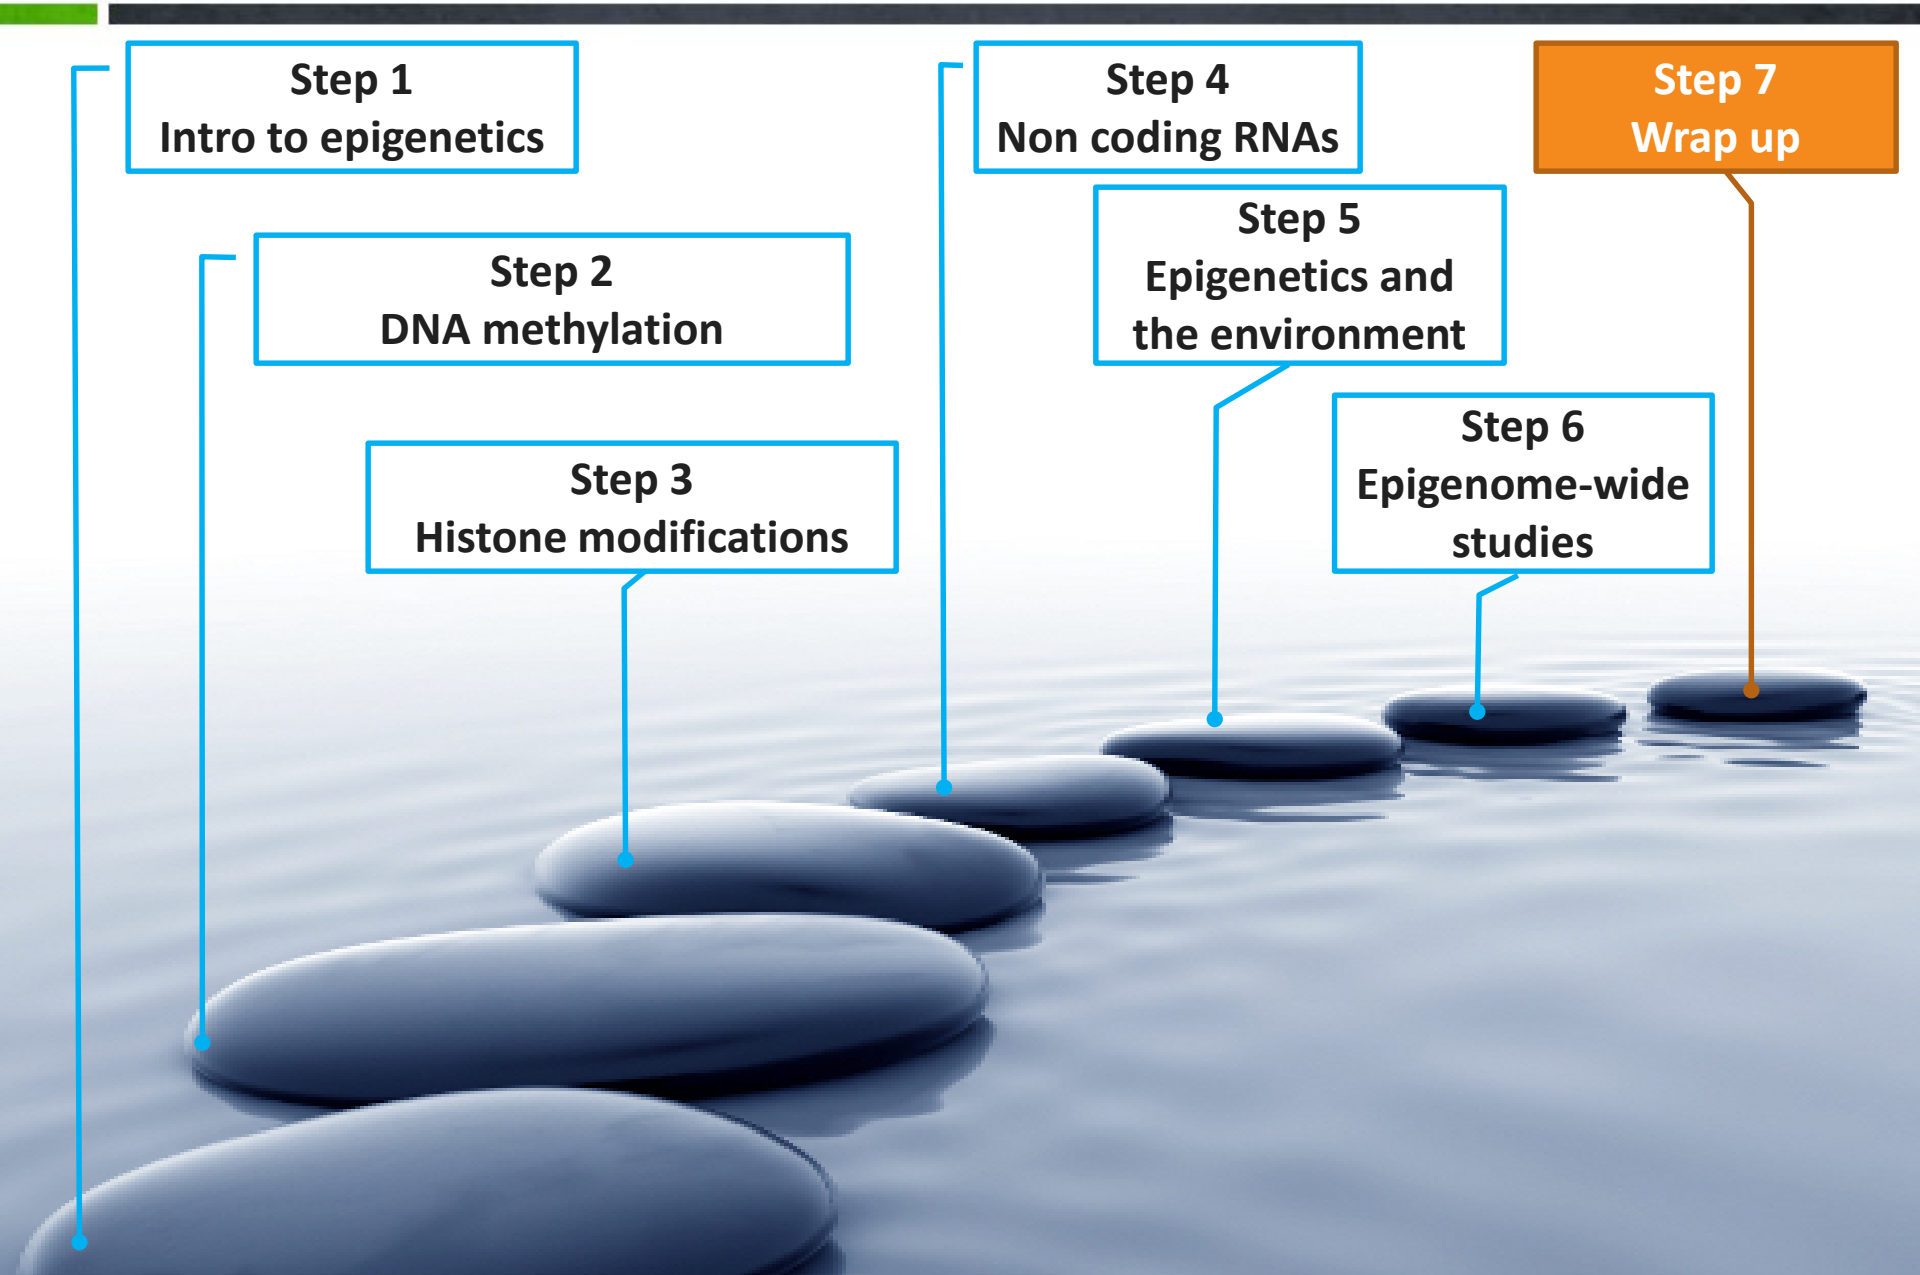 Step 1
Intro to epigenetics
Step 2
DNA methylation
Step 3
Histone modifications
Step 4
Non coding RNAs
Step 5
Epigenetics and
the environment
Step 6
Epigenome-wide
studies
Step 7
Wrap up